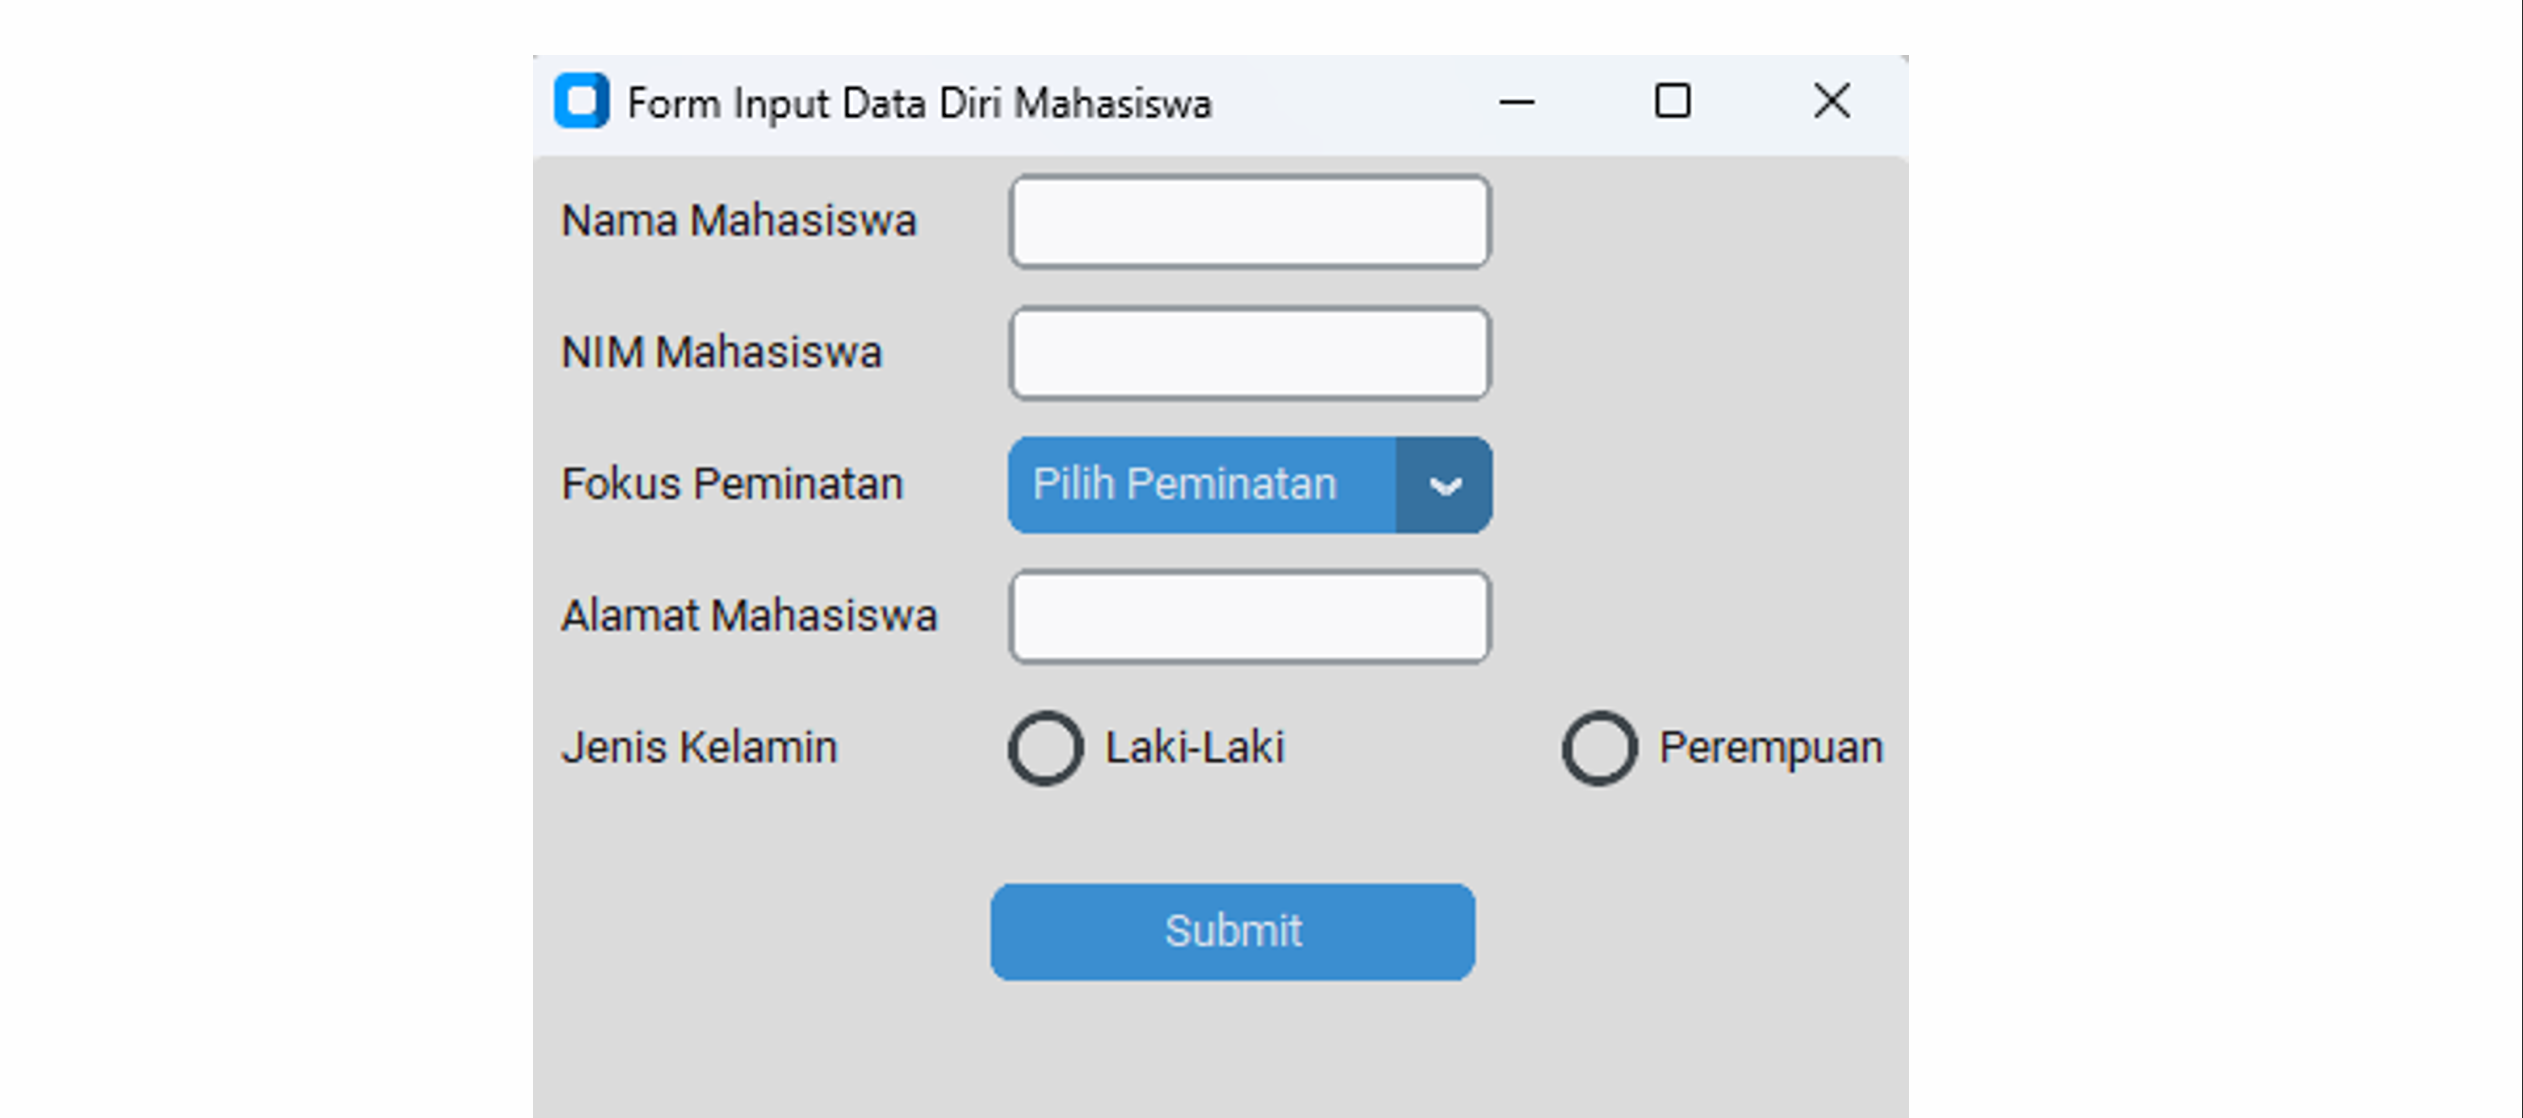 Form Input Data Diri Mahasiswa
Nama Mahasiswa
NIM Mahasiswa
Fokus Peminatan
Pilih Peminatan
Alamat Mahasiswa
Jenis Kelamin
Laki-Laki
Perempuan
Submit